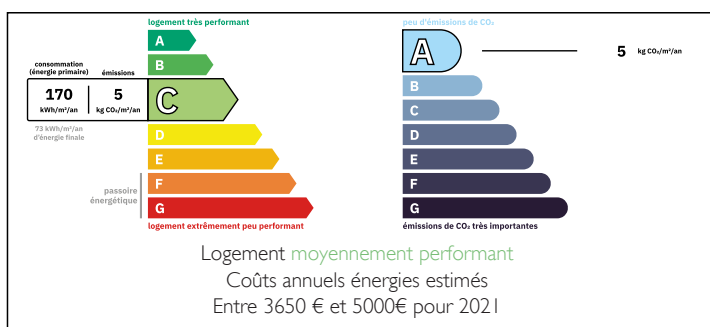 logement très performant
A
B
consommation
(énergie primaire)
émissions
170
kWh/m²/an
5
kg CO₂/m²/an
C
73 kWh/m²/an
d'énergie finale
D
E
passoire
énergétique
F
G
logement extrêmement peu performant
peu d'émissions de CO₂
A
5 kg CO₂/m²/an
B
C
D
E
F
G
émissions de CO₂ très importantes
Logement moyennement performant
Coûts annuels énergies estimés
Entre 3650 € et 5000€ pour 2021